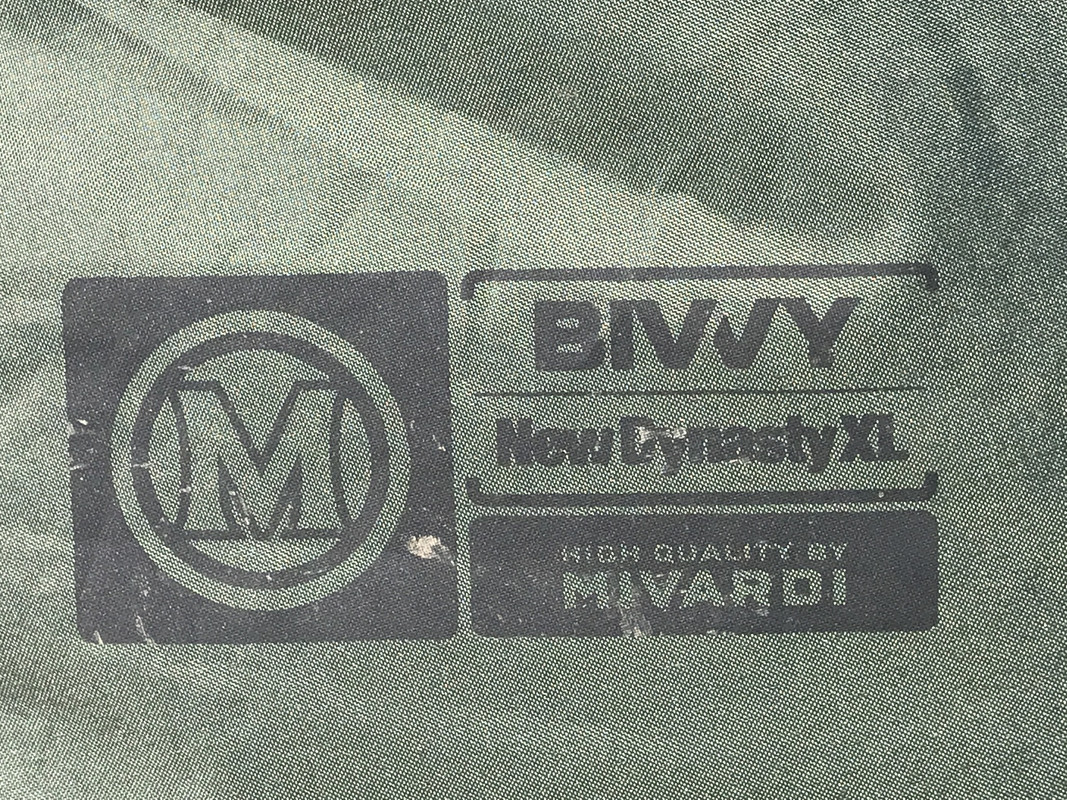 M
BIVVY
New Dynasty XL
HIGH QUALITY BY
MIVARDI